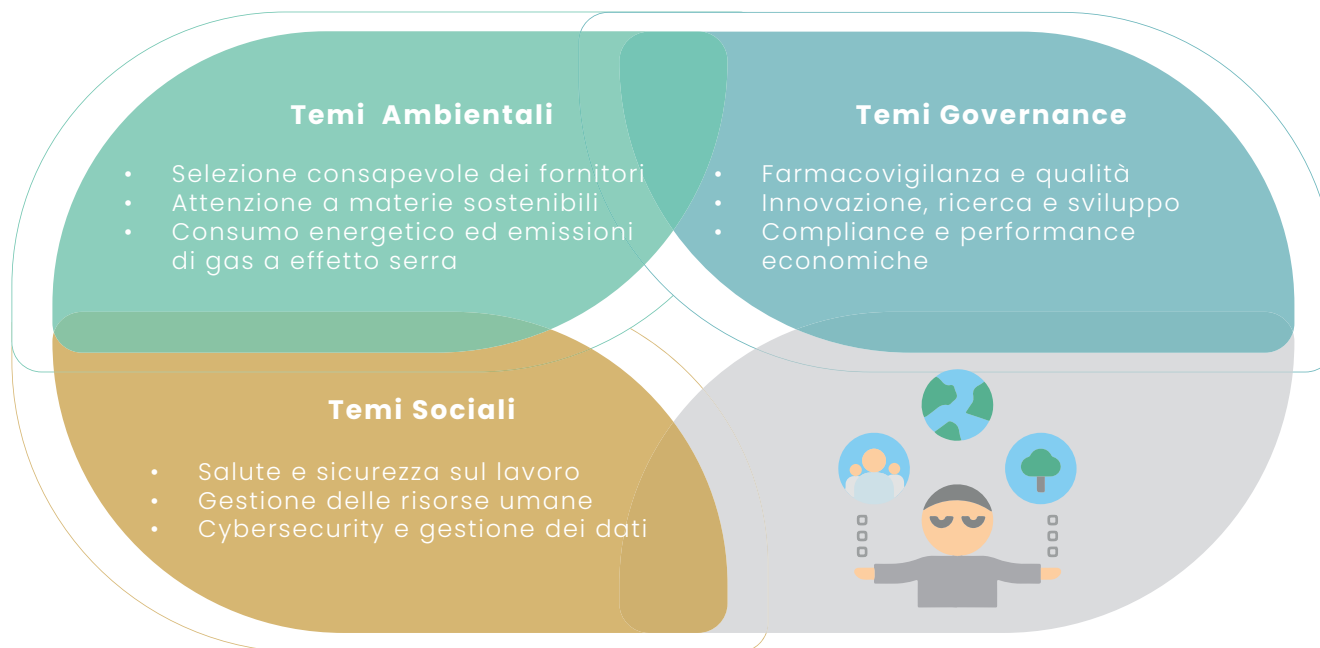 Temi Ambientali
• Selezione consapevole dei fornitori
• Attenzione a materie sostenibili
• Consumo energetico ed emissioni
di gas a effetto serra
Temi Governance
• Farmacovigilanza e qualità
• Innovazione, ricerca e sviluppo
• Compliance e performance
economiche
Temi Sociali
• Salute e sicurezza sul lavoro
• Gestione delle risorse umane
• Cybersecurity e gestione dei dati